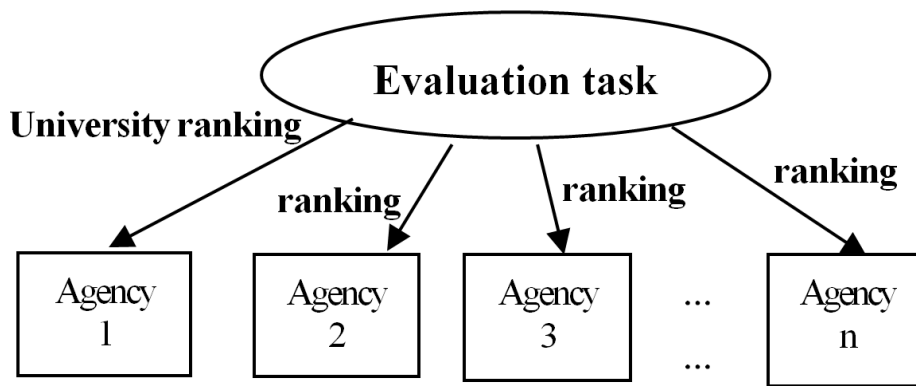 Evaluation task
University ranking
ranking
ranking
ranking
Agency
1
Agency
2
Agency
3
...
...
Agency
n